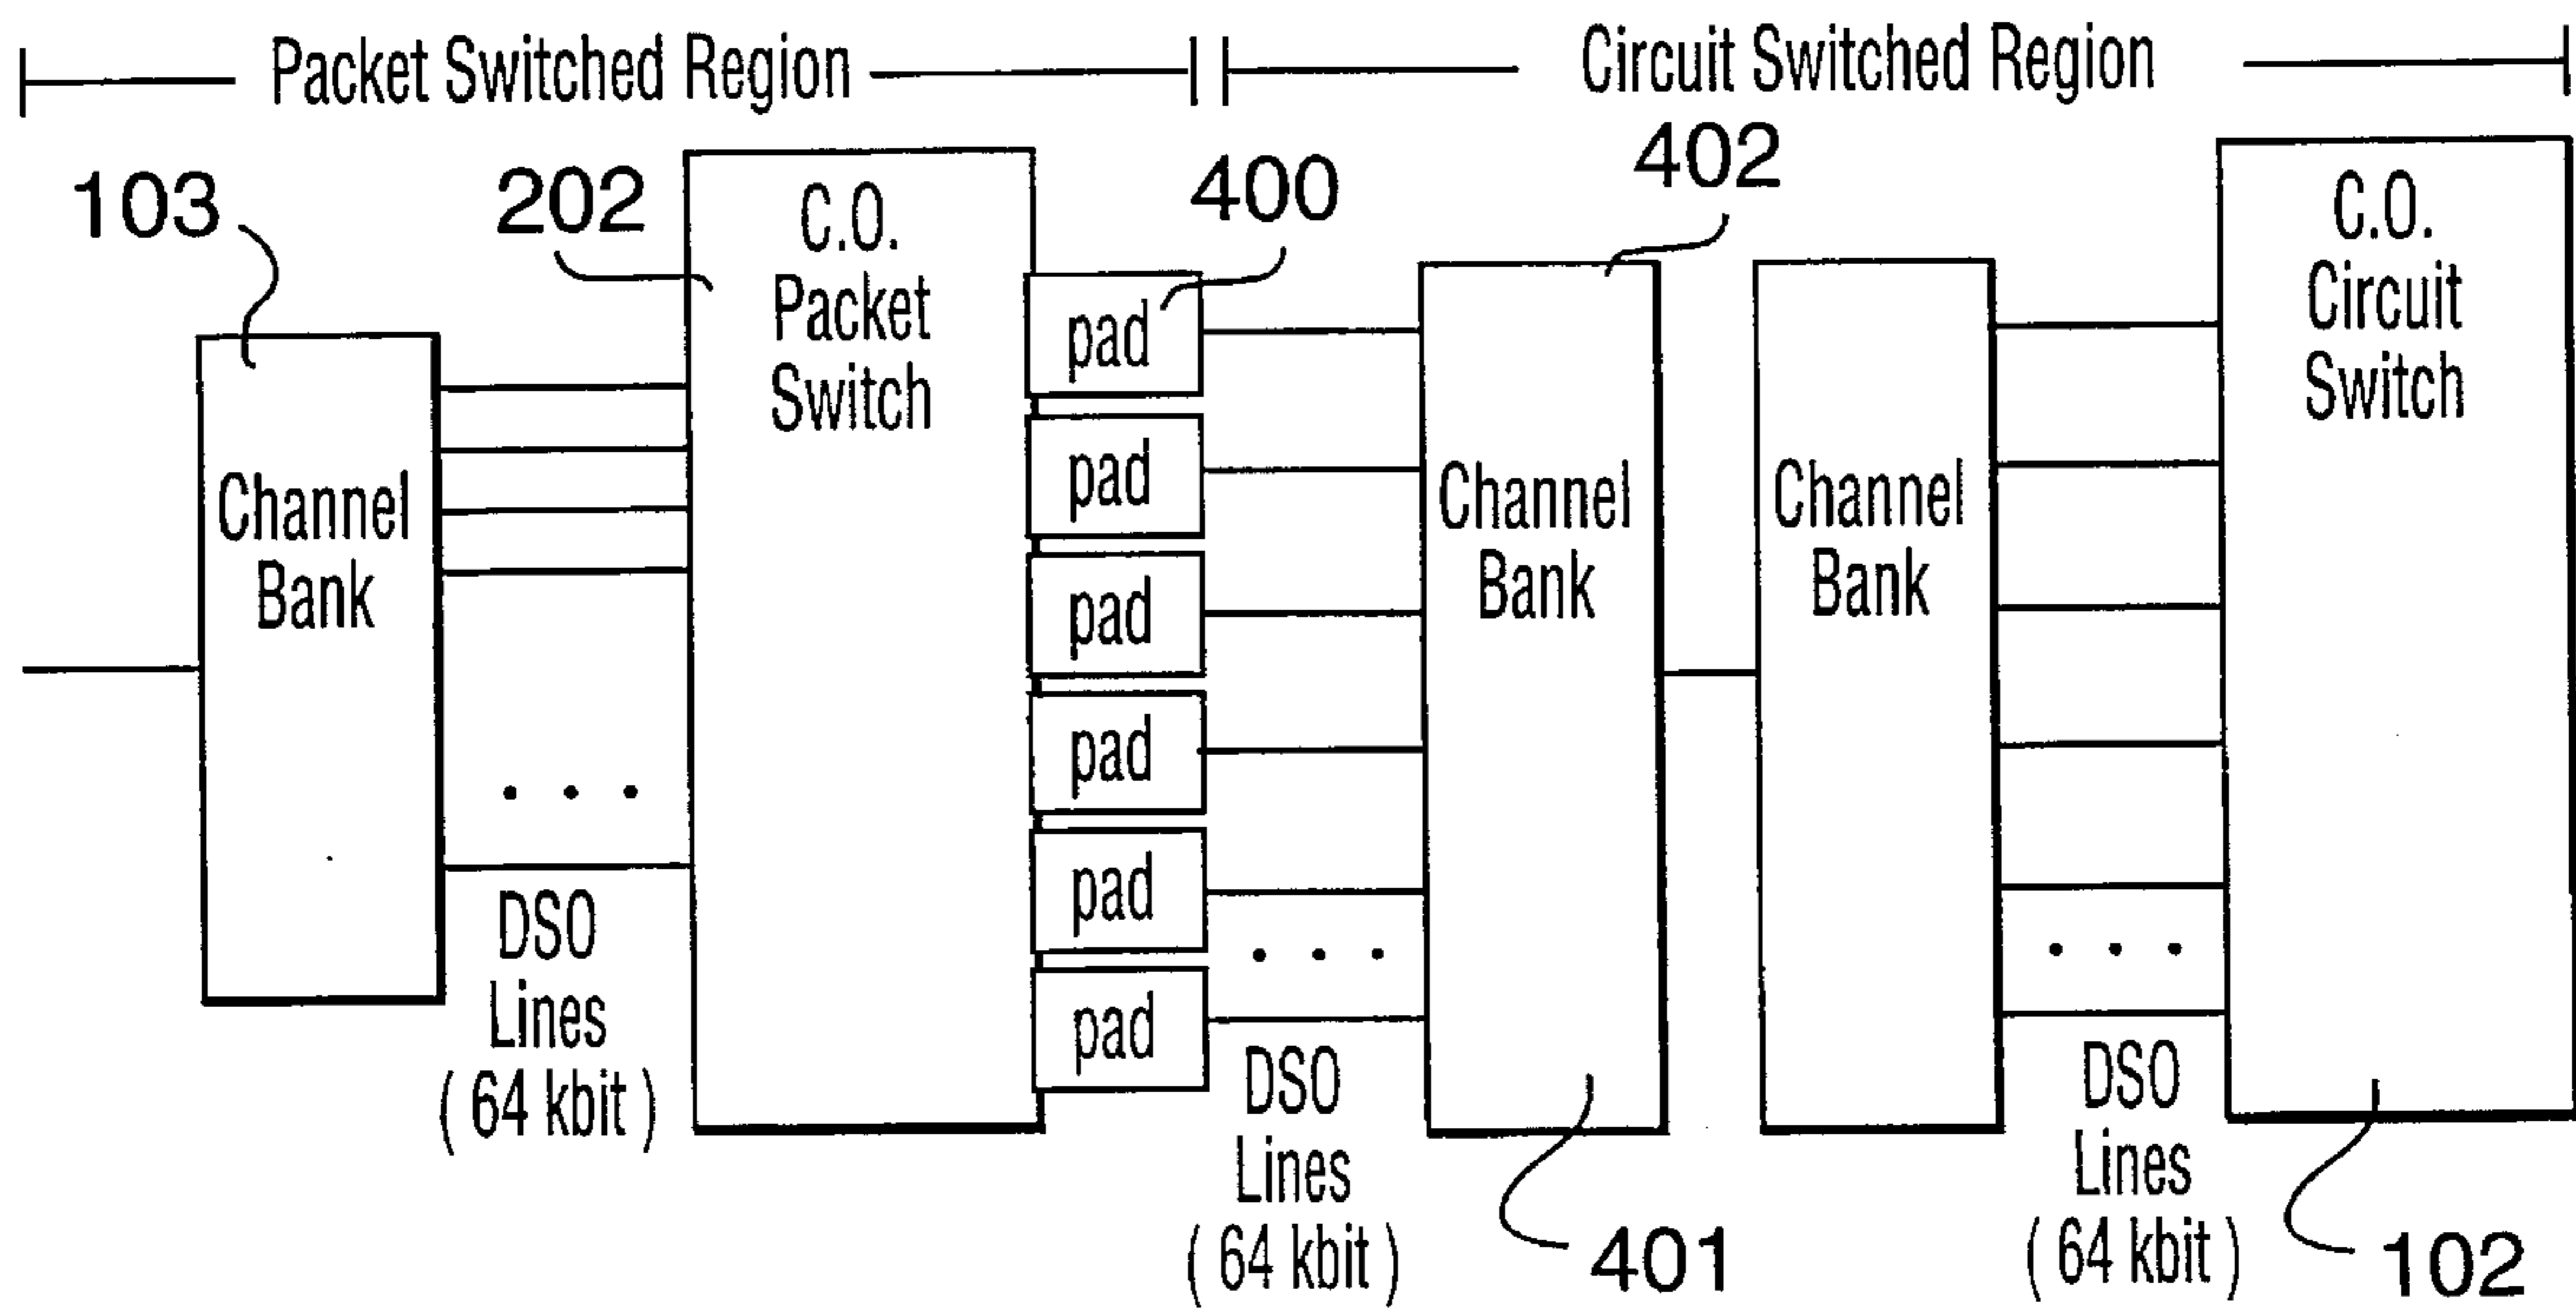 Packet Switched Region
Circuit Switched Region
103
202
400
402
C.O.
Packet
Switch
C.O.
Circuit
Switch
Channel
Bank
pad
pad
pad
pad
pad
pad
Channel
Bank
Channel
Bank
. . .
. . .
. . .
DSO
Lines
( 64 kbit )
DSO
Lines
( 64 kbit )
DSO
Lines
( 64 kbit )
401
102